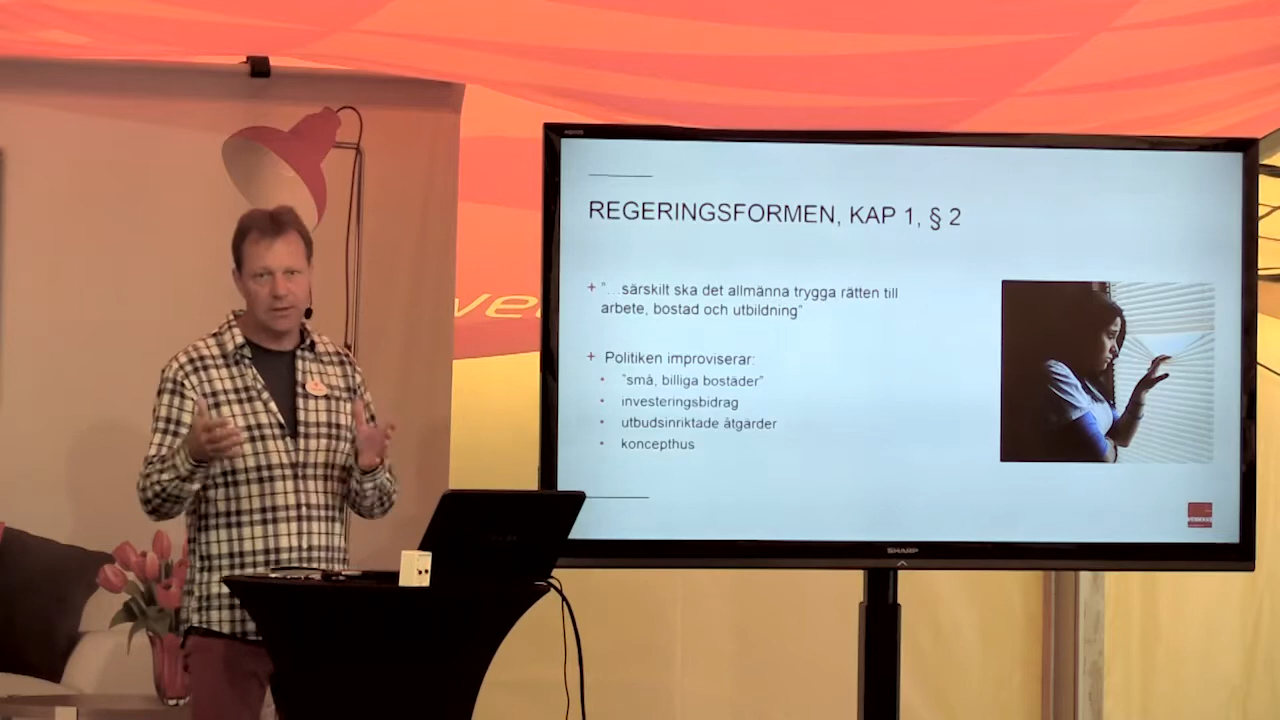 REGERINGSFORMEN, KAP 1, § 2
+ "…särskilt ska det allmänna trygga rätten till
arbete, bostad och utbildning"
+ Politiken improviserar:
• "små, billiga bostäder"
• investeringsbidrag
• utbudsinriktade åtgärder
• koncepthus
VEIDEKKE
SHARP